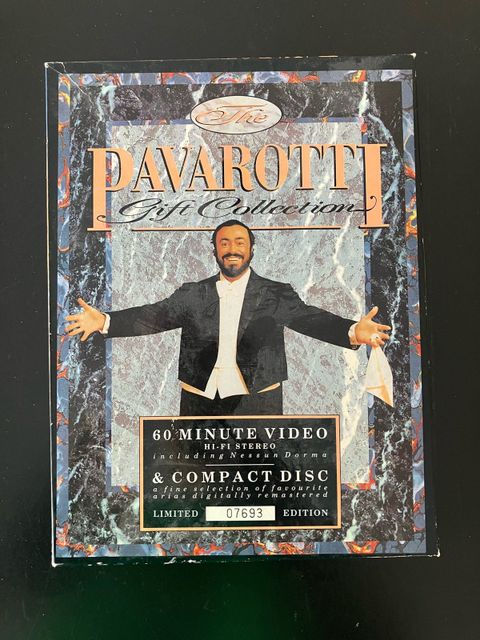 The
PAVAROTTI
Gift Collection
60 MINUTE VIDEO
HI-FI STEREO
including Nessun Dorma
& COMPACT DISC
a fine selection of favourite
arias digitally remastered
LIMITED 07693 EDITION